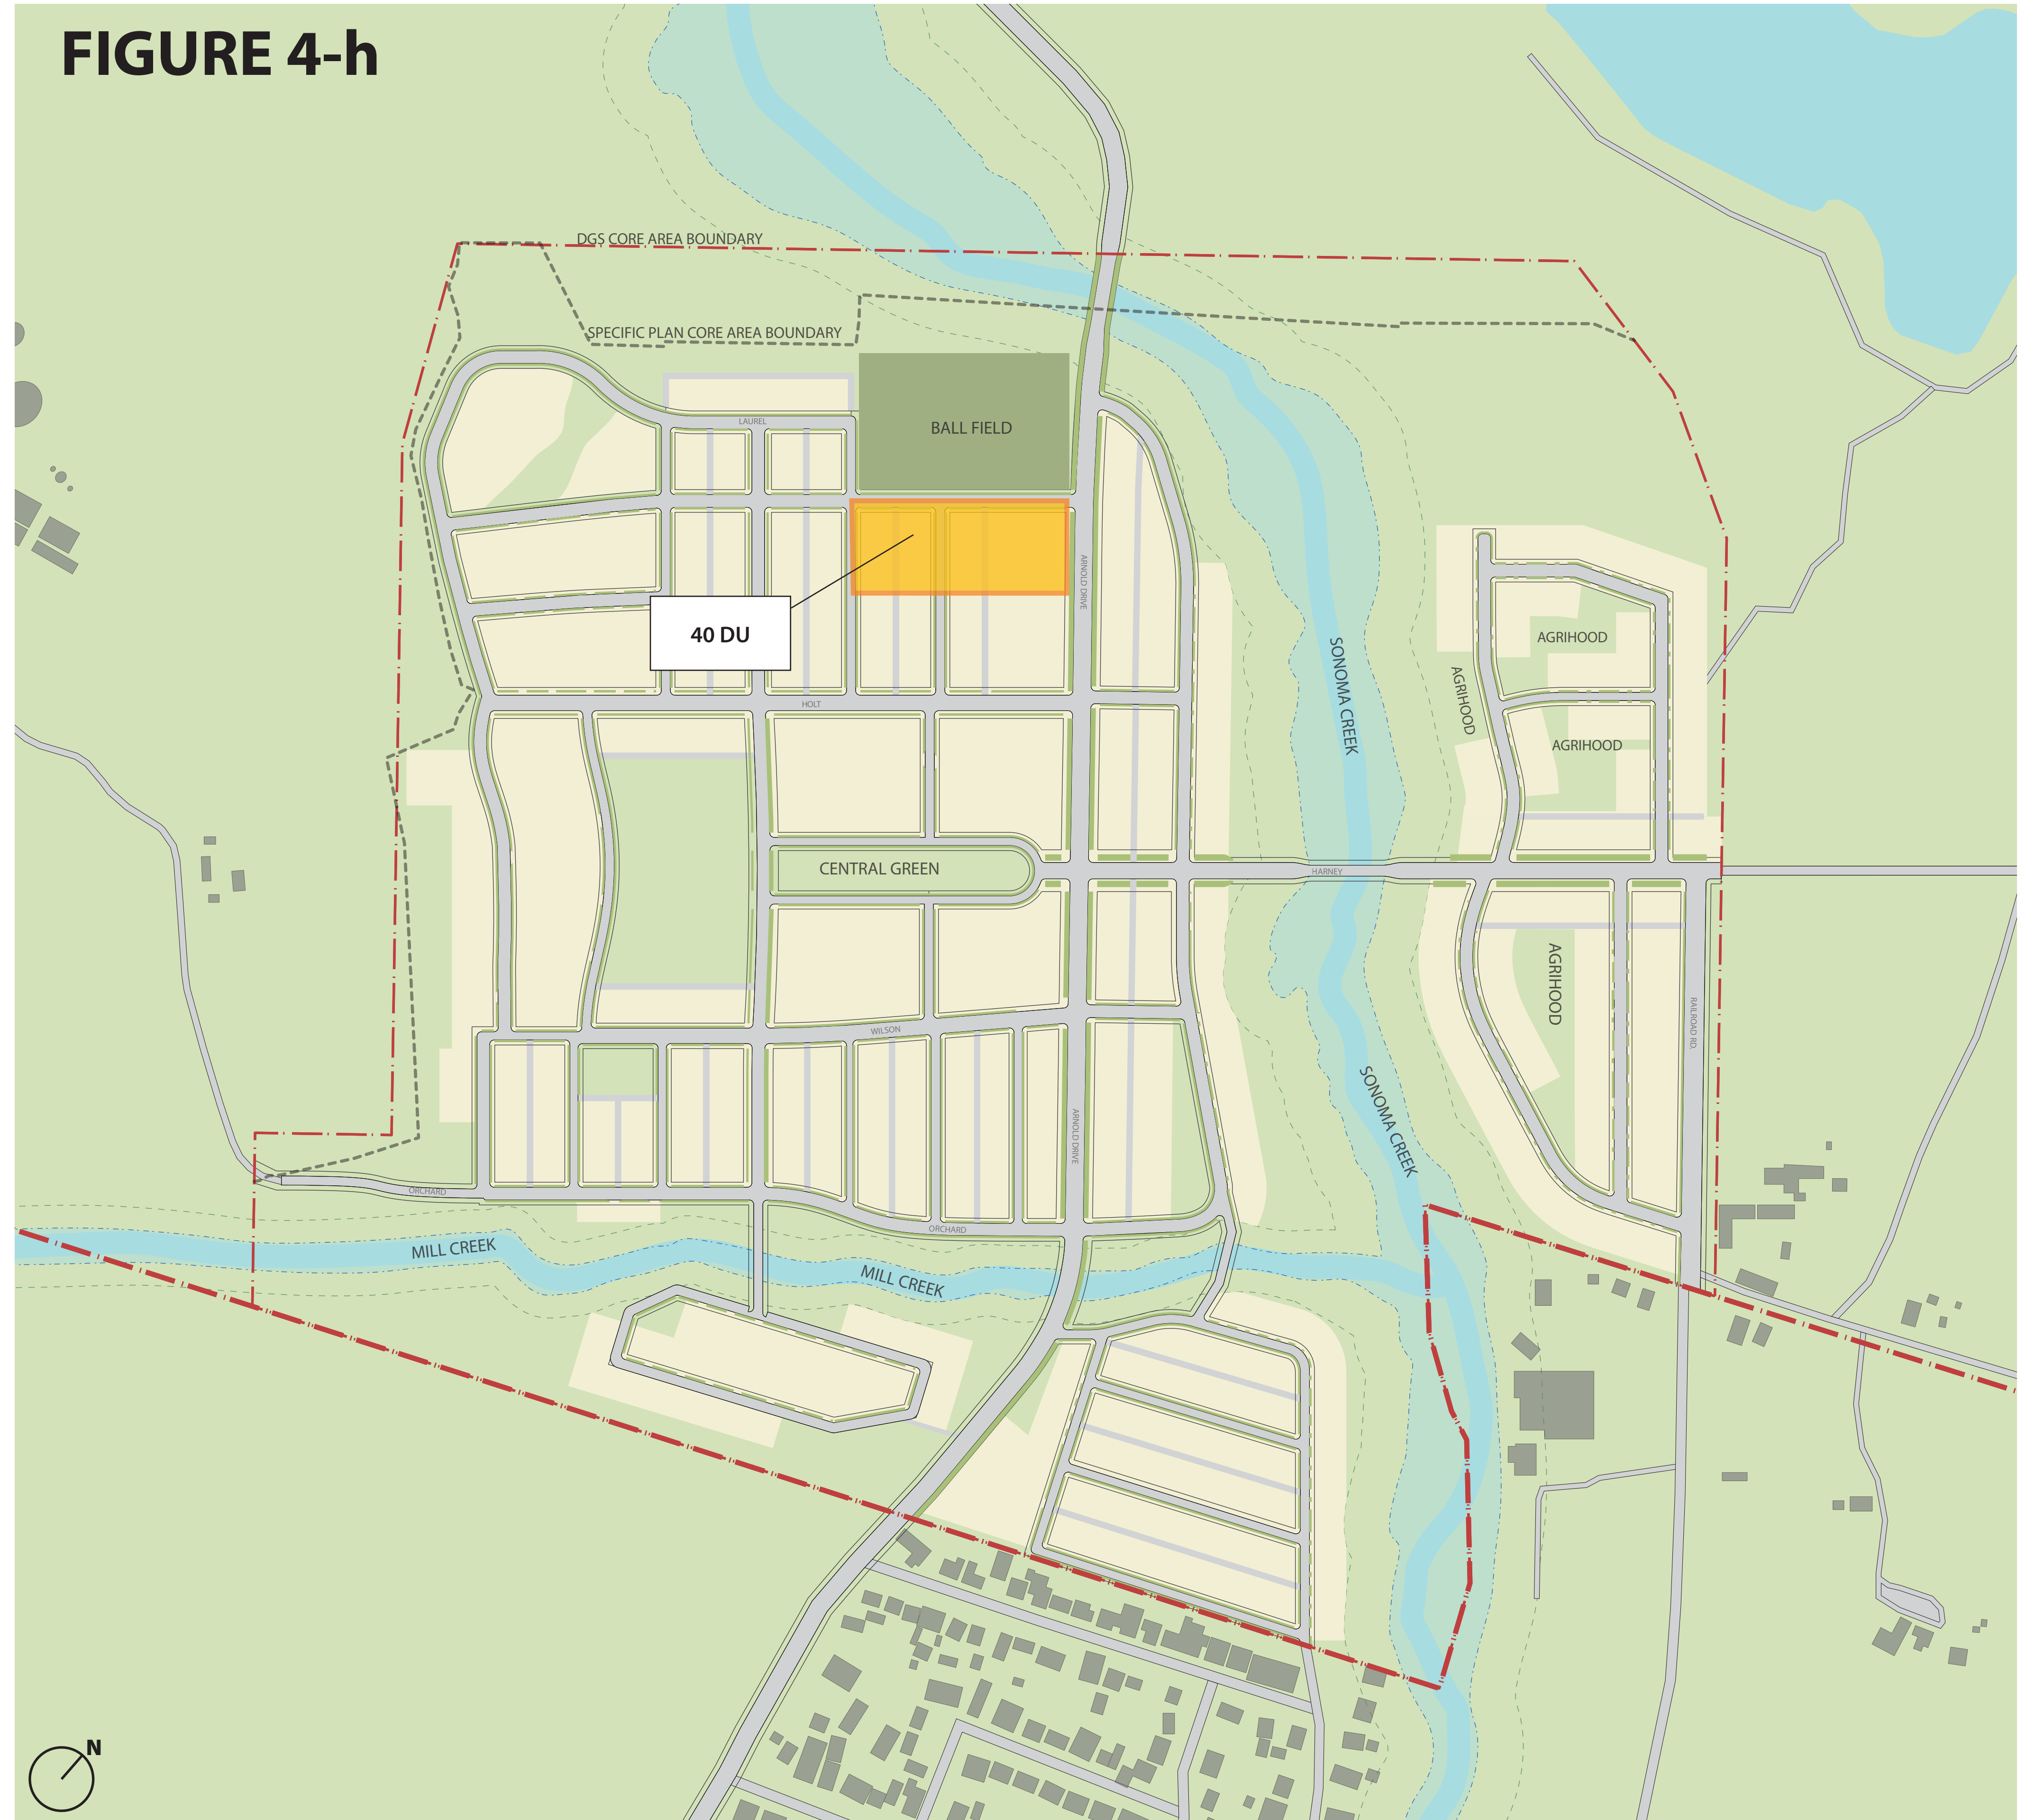 FIGURE 4-h
DGS CORE AREA BOUNDARY
SPECIFIC PLAN CORE AREA BOUNDARY
LAUREL
BALL FIELD
ARNOLD DRIVE
40 DU
AGRIHOOD
SONOMA CREEK
AGRIHOOD
HOLT
AGRIHOOD
CENTRAL GREEN
HARNEY
AGRIHOOD
RAILROAD RD.
WILSON
SONOMA CREEK
ARNOLD DRIVE
ORCHARD
ORCHARD
MILL CREEK
MILL CREEK
N